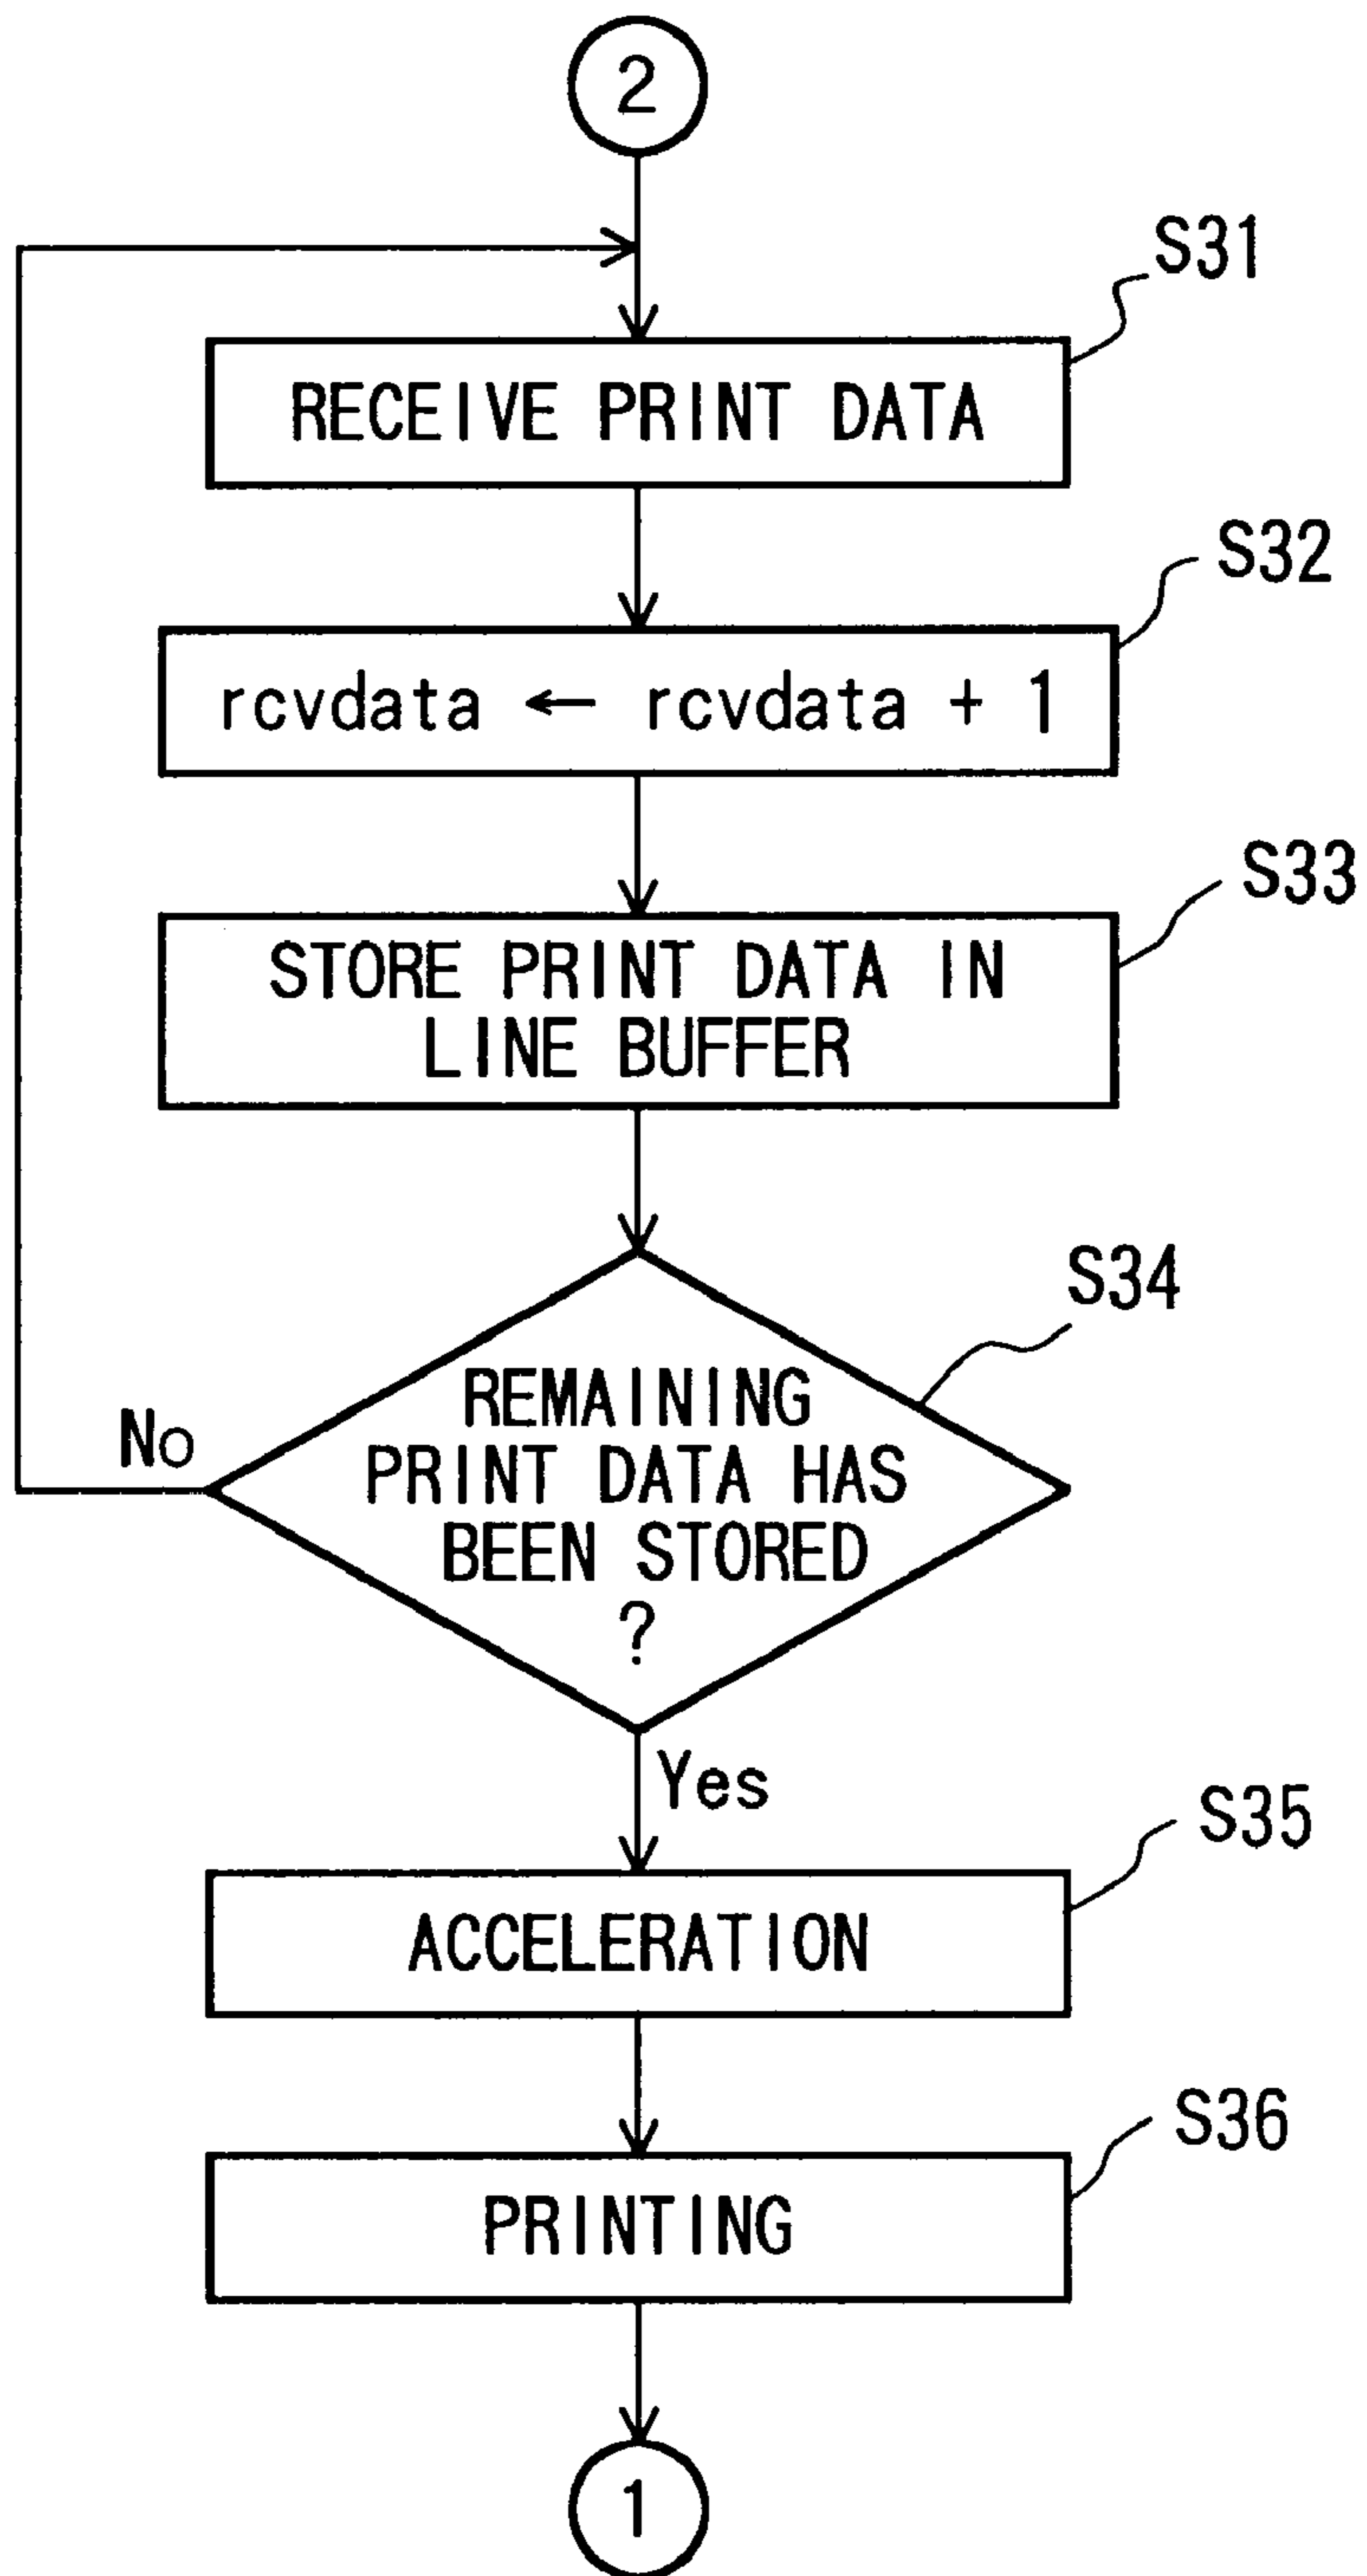 2
S31
RECEIVE PRINT DATA
S32
rcvdata ← rcvdata + 1
S33
STORE PRINT DATA IN
LINE BUFFER
S34
REMAINING
PRINT DATA HAS
BEEN STORED
?
No
Yes
S35
ACCELERATION
S36
PRINTING
1